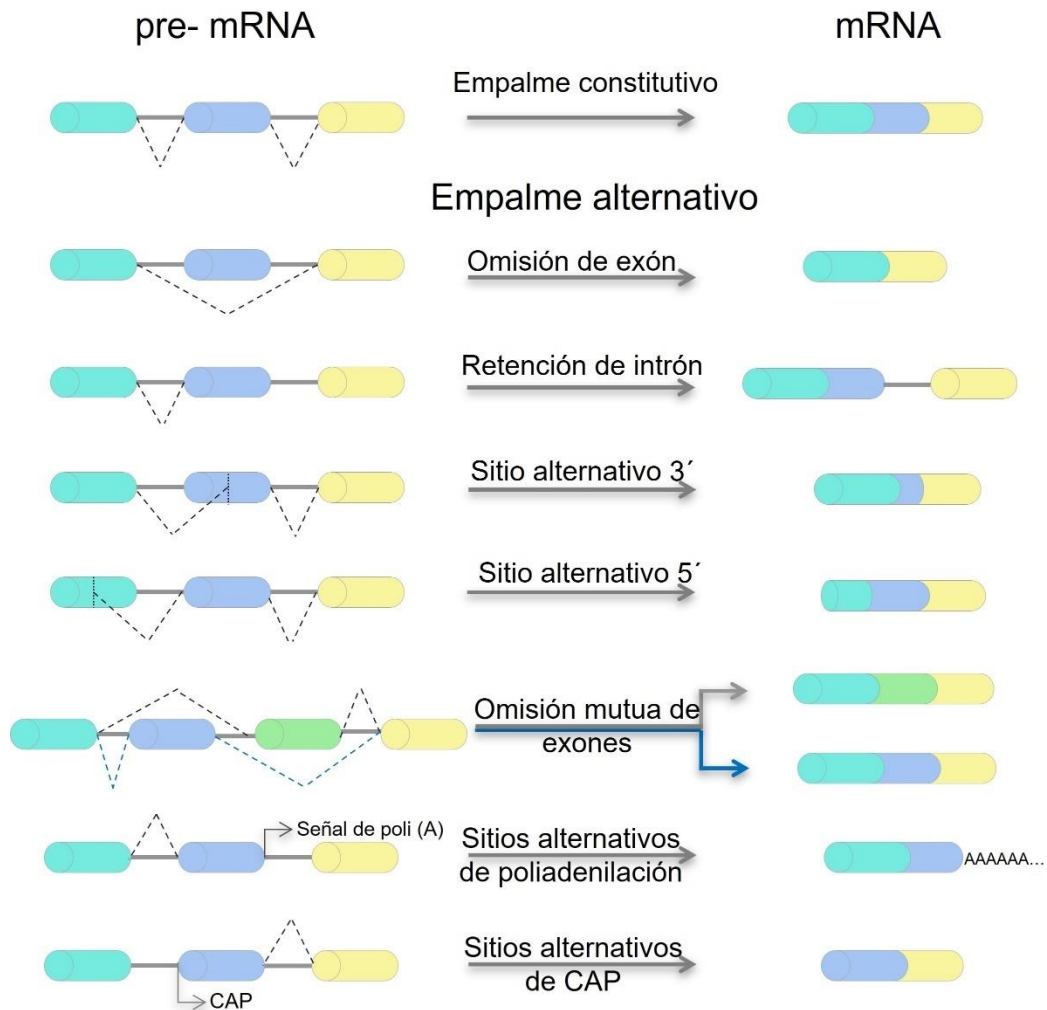 pre- mRNA
mRNA
Empalme constitutivo
Empalme alternativo
Omisión de exón
Retención de intrón
Sitio alternativo 3´
Sitio alternativo 5´
Omisión mutua de
exones
Señal de poli (A)
Sitios alternativos
de poliadenilación
AAAAAA...
Sitios alternativos
de CAP
CAP